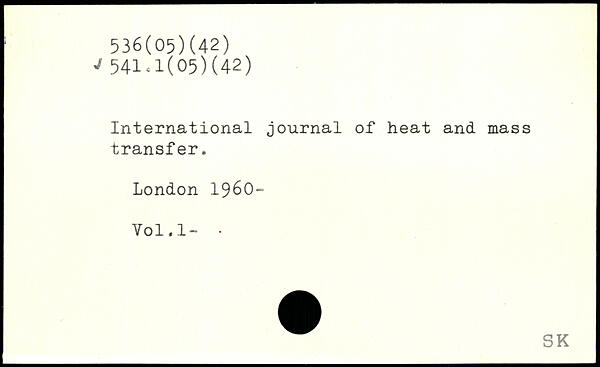 536(05)(42)
✓ 541.1(05)(42)
International journal of heat and mass
transfer.
London 1960-
Vol.1-
SK